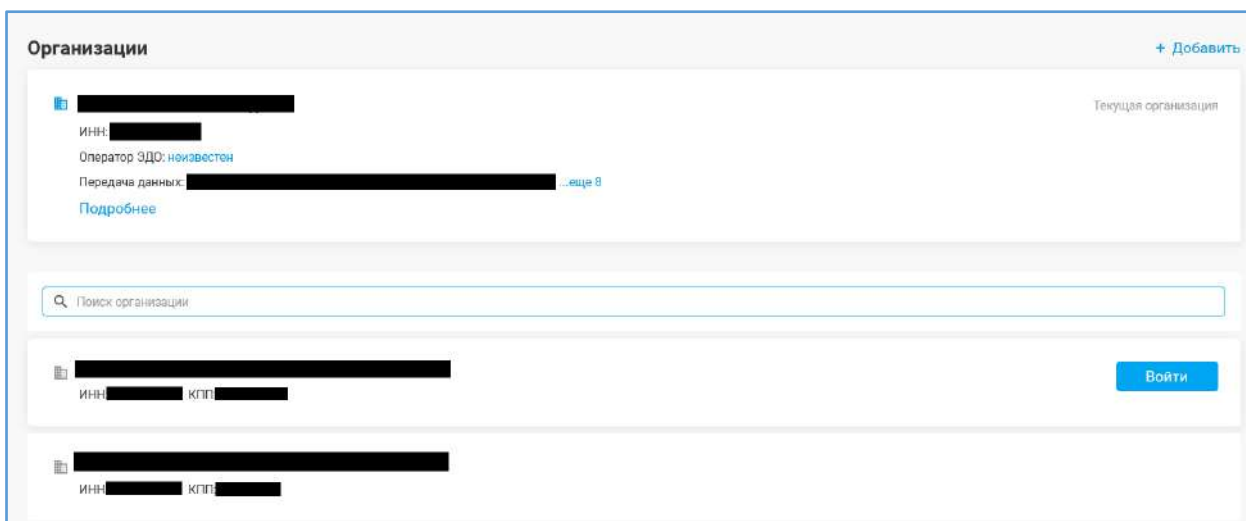 Организации
+ Добавить
Текущая организация
ИНН:
Оператор ЭДО: неизвестен
Передача данных: ...еще 8
Подробнее
Поиск организации
Войти
ИНН КПП
ИНН КПП: